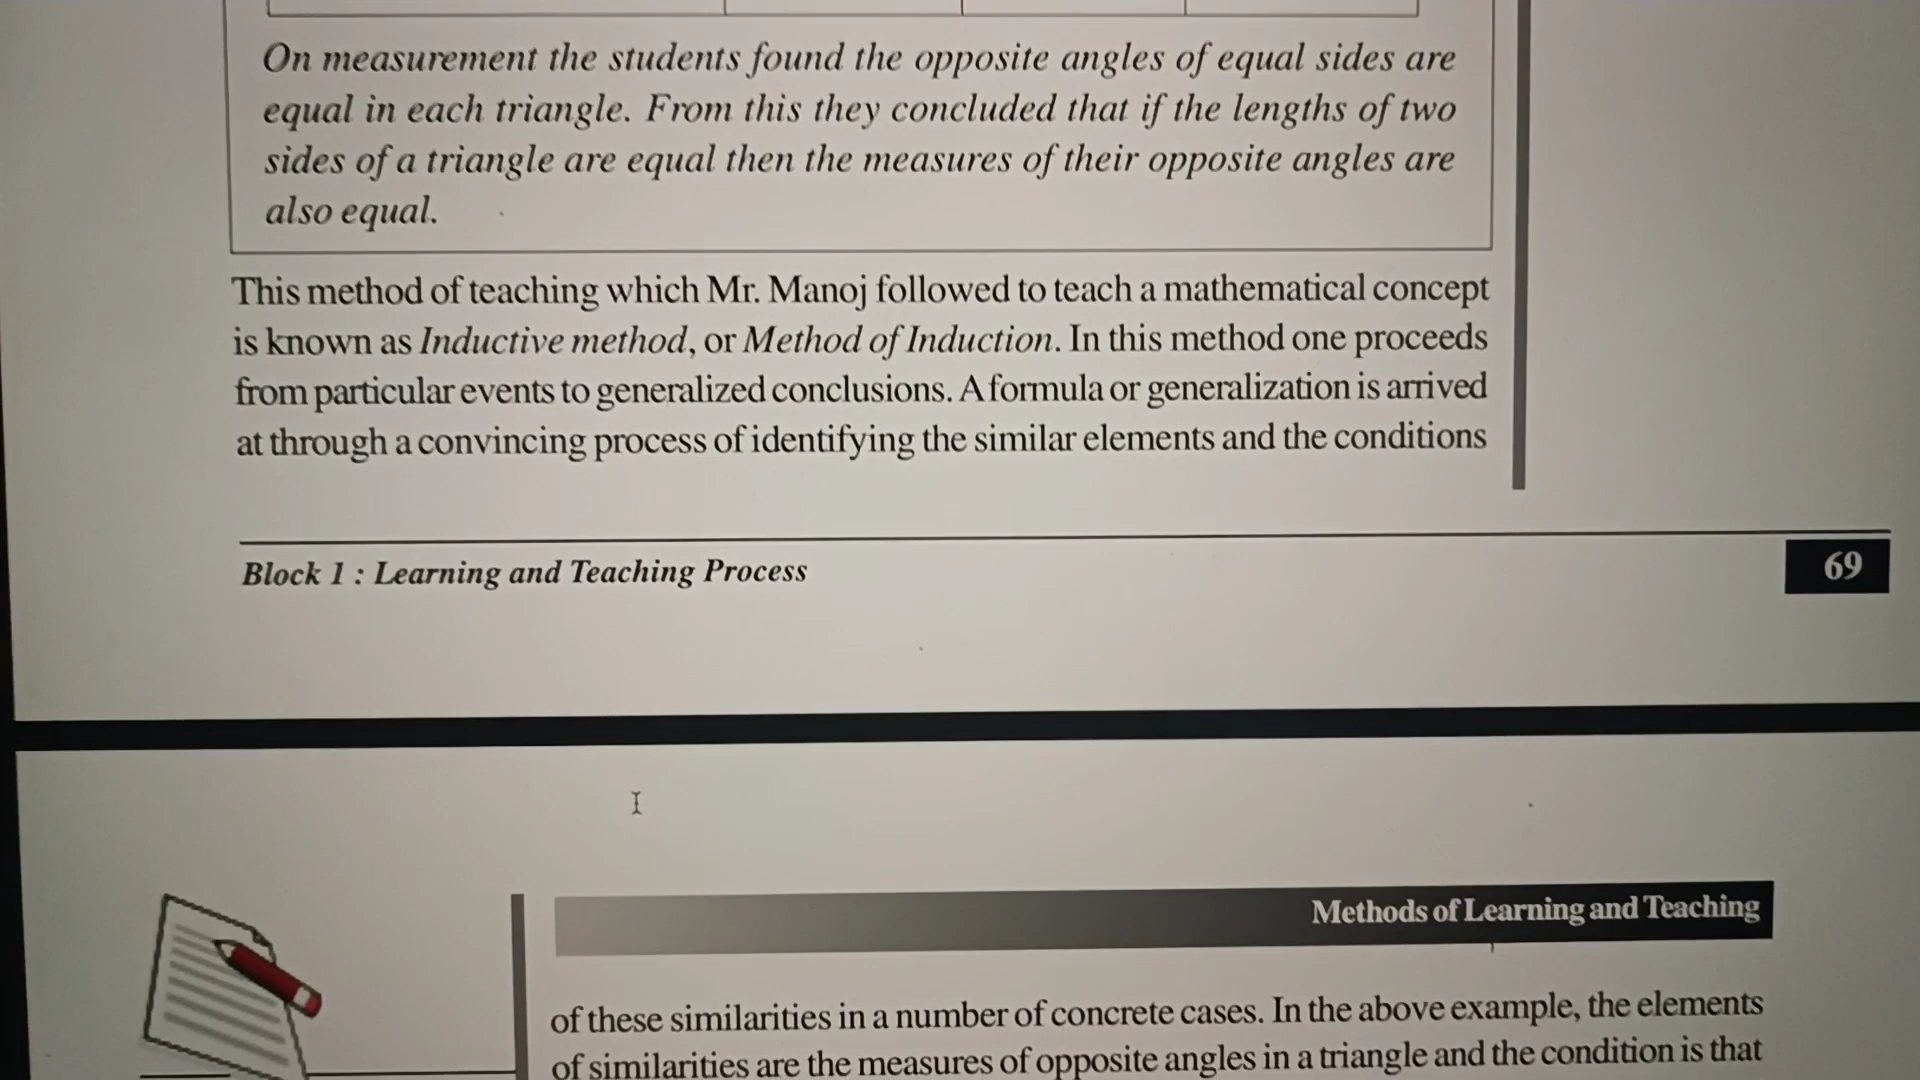 On measurement the students found the opposite angles of equal sides are
equal in each triangle. From this they concluded that if the lengths of two
sides of a triangle are equal then the measures of their opposite angles are
also equal.
This method of teaching which Mr. Manoj followed to teach a mathematical concept
is known as Inductive method, or Method of Induction. In this method one proceeds
from particular events to generalized conclusions. A formula or generalization is arrived
at through a convincing process of identifying the similar elements and the conditions
Block 1 : Learning and Teaching Process
69
Methods of Learning and Teaching
of these similarities in a number of concrete cases. In the above example, the elements
of similarities are the measures of opposite angles in a triangle and the condition is that